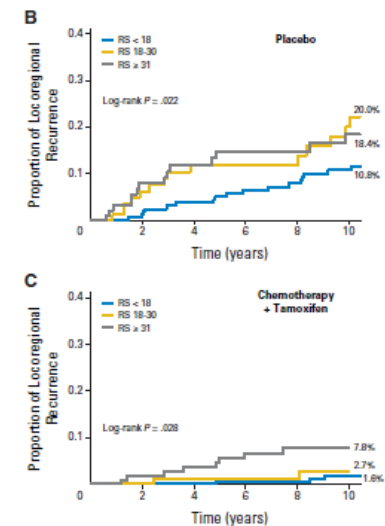 B
Placebo
RS < 18
RS 18-30
RS ≥ 31
Log-rank P = .022
Proportion of Locoregional
Recurrence
0.4
0.3
0.2
0.1
0
2
4
6
8
10
20.0%
18.4%
10.8%
Time (years)
C
Chemotherapy
+ Tamoxifen
RS < 18
RS 18-30
RS ≥ 31
Log-rank P = .028
Proportion of Locoregional
Recurrence
0.4
0.3
0.2
0.1
0
2
4
6
8
10
7.8%
2.7%
1.6%
Time (years)